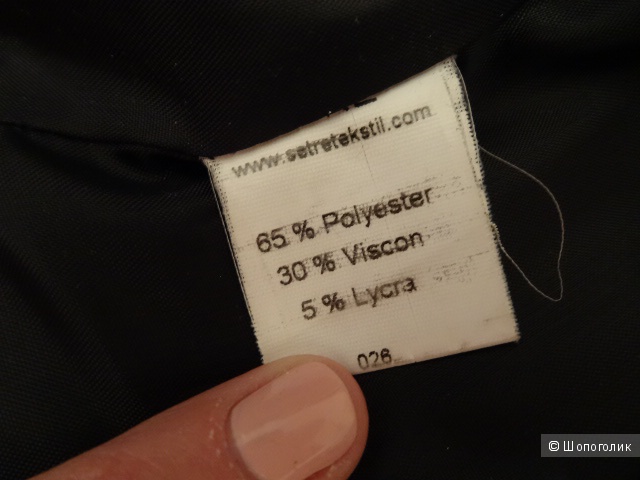 www.setretekstil.com
65 % Polyester
30 % Viscon
5 % Lycra
026
© Шопоголик